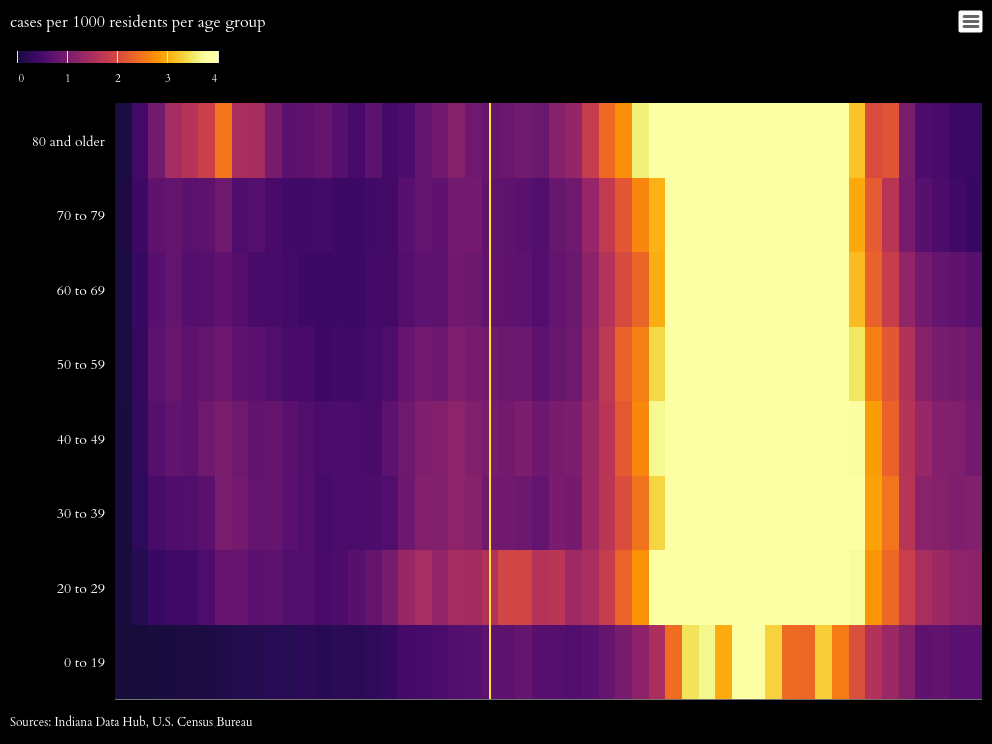 cases per 1000 residents per age group
0 1 2 3 4
80 and older
70 to 79
60 to 69
50 to 59
40 to 49
30 to 39
20 to 29
0 to 19
Sources: Indiana Data Hub, U.S. Census Bureau